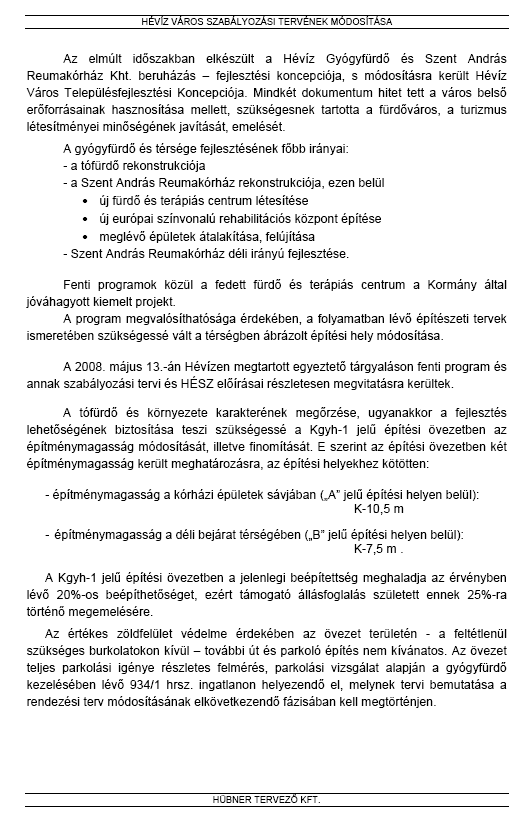 HÉVÍZ VÁROS SZABÁLYOZÁSI TERVÉNEK MÓDOSÍTÁSA
Az elmúlt időszakban elkészült a Hévíz Gyógyfürdő és Szent András
Reumakórház Kht. beruházás – fejlesztési koncepciója, s módosításra került Hévíz
Város Településfejlesztési Koncepciója. Mindkét dokumentum hitet tett a város belső
erőforrásainak hasznosítása mellett, szükségesnek tartotta a fürdőváros, a turizmus
létesítményei minőségének javítását, emelését.
A gyógyfürdő és térsége fejlesztésének főbb irányai:
- a tófürdő rekonstrukciója
- a Szent András Reumakórház rekonstrukciója, ezen belül
• új fürdő és terápiás centrum létesítése
• új európai színvonalú rehabilitációs központ építése
• meglévő épületek átalakítása, felújítása
- Szent András Reumakórház déli irányú fejlesztése.
Fenti programok közül a fedett fürdő és terápiás centrum a Kormány által
jóváhagyott kiemelt projekt.
A program megvalósíthatósága érdekében, a folyamatban lévő építészeti tervek
ismeretében szükségessé vált a térségben ábrázolt építési hely módosítása.
A 2008. május 13.-án Hévízen megtartott egyeztető tárgyaláson fenti program és
annak szabályozási tervi és HÉSZ előírásai részletesen megvitatásra kerültek.
A tófürdő és környezete karakterének megőrzése, ugyanakkor a fejlesztés
lehetőségének biztosítása teszi szükségessé a Kgyh-1 jelű építési övezetben az
építménymagasság módosítását, illetve finomítását. E szerint az építési övezetben két
építménymagasság került meghatározásra, az építési helyekhez kötötten:
- építménymagasság a kórházi épületek sávjában („A” jelű építési helyen belül):
K-10,5 m
- építménymagasság a déli bejárat térségében („B” jelű építési helyen belül):
K-7,5 m .
A Kgyh-1 jelű építési övezetben a jelenlegi beépítettség meghaladja az érvényben
lévő 20%-os beépíthetőséget, ezért támogató állásfoglalás született ennek 25%-ra
történő megemelésére.
Az értékes zöldfelület védelme érdekében az övezet területén - a feltétlenül
szükséges burkolatokon kívül – további út és parkoló építés nem kívánatos. Az övezet
teljes parkolási igénye részletes felmérés, parkolási vizsgálat alapján a gyógyfürdő
kezelésében lévő 934/1 hrsz. ingatlanon helyezendő el, melynek tervi bemutatása a
rendezési terv módosításának elkövetkezendő fázisában kell megtörténjen.
HÜBNER TERVEZŐ KFT.